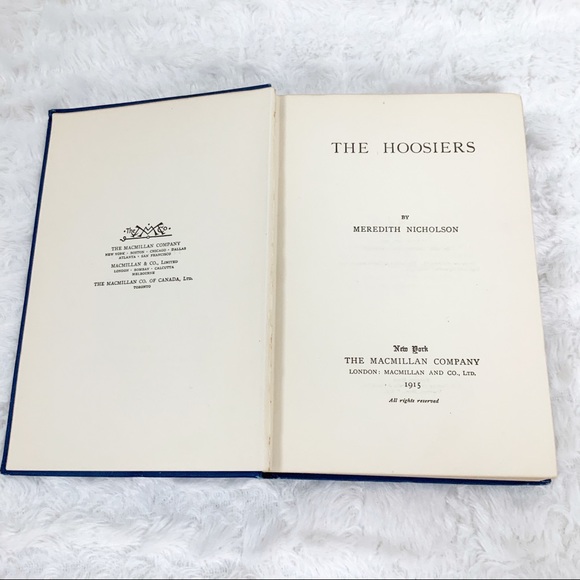 The M Co
THE MACMILLAN COMPANY
NEW YORK · BOSTON · CHICAGO · DALLAS
ATLANTA · SAN FRANCISCO
MACMILLAN & CO., LIMITED
LONDON · BOMBAY · CALCUTTA
MELBOURNE
THE MACMILLAN CO. OF CANADA, LTD.
TORONTO
THE HOOSIERS
BY
MEREDITH NICHOLSON
New York
THE MACMILLAN COMPANY
LONDON: MACMILLAN AND CO., LTD.
1915
All rights reserved